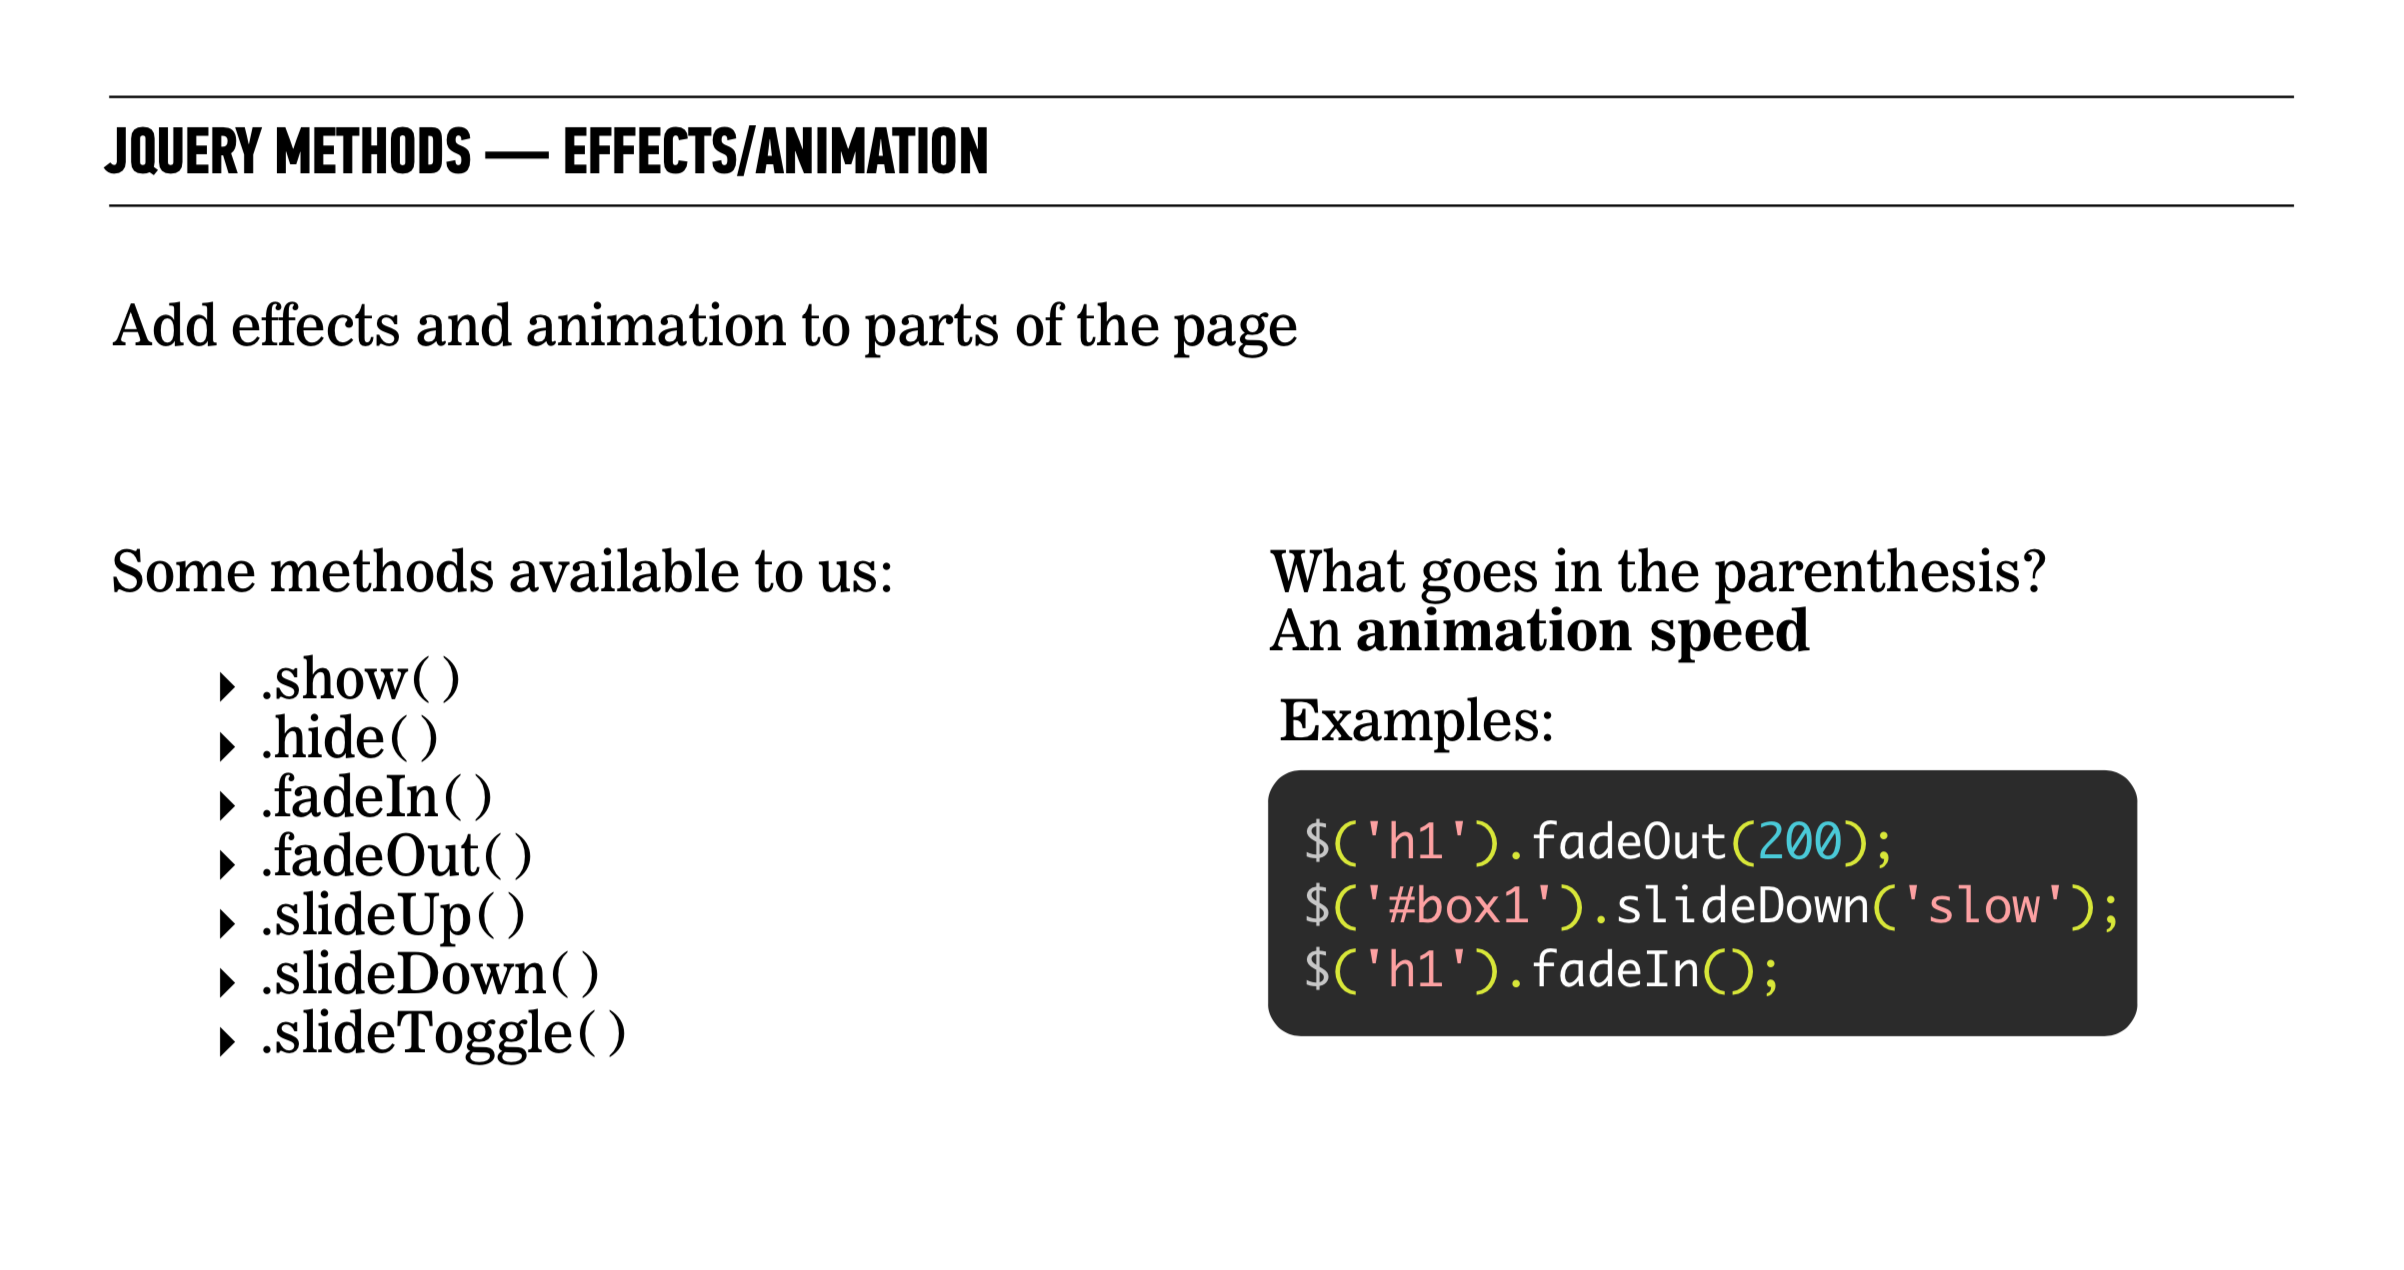 JQUERY METHODS — EFFECTS/ANIMATION
Add effects and animation to parts of the page
Some methods available to us:
.show( )
.hide( )
.fadeIn( )
.fadeOut( )
.slideUp( )
.slideDown( )
.slideToggle( )
What goes in the parenthesis?
An animation speed
Examples:
$('h1').fadeOut(200);
$('#box1').slideDown('slow');
$('h1').fadeIn();